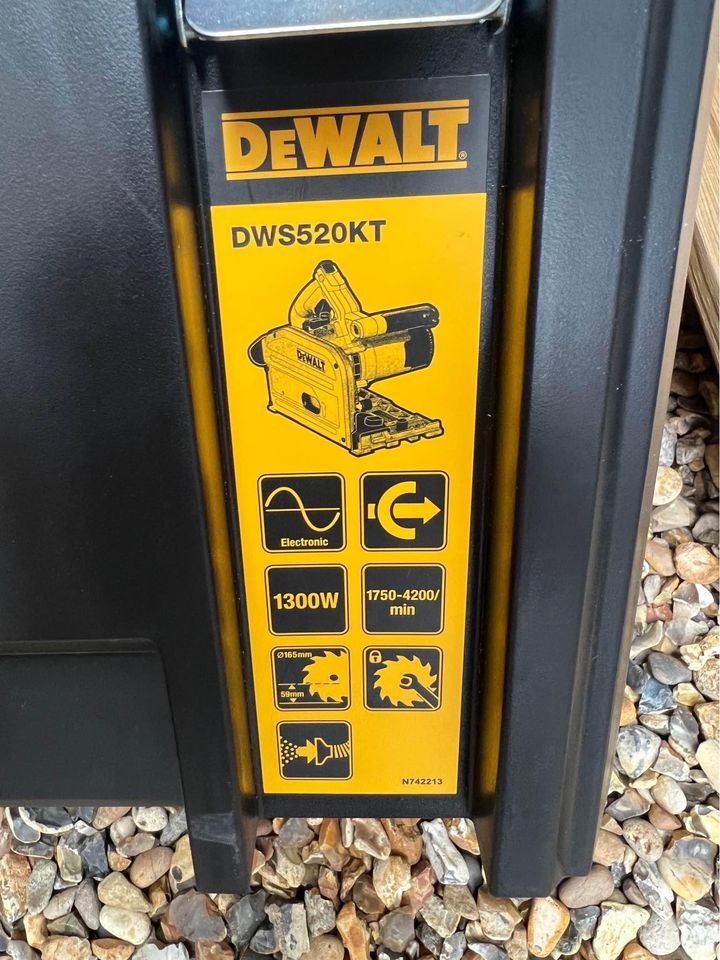 DEWALT®
DWS520KT
DEWALT
Electronic
1300W
1750-4200/
min
Ø165mm
59mm
N742213